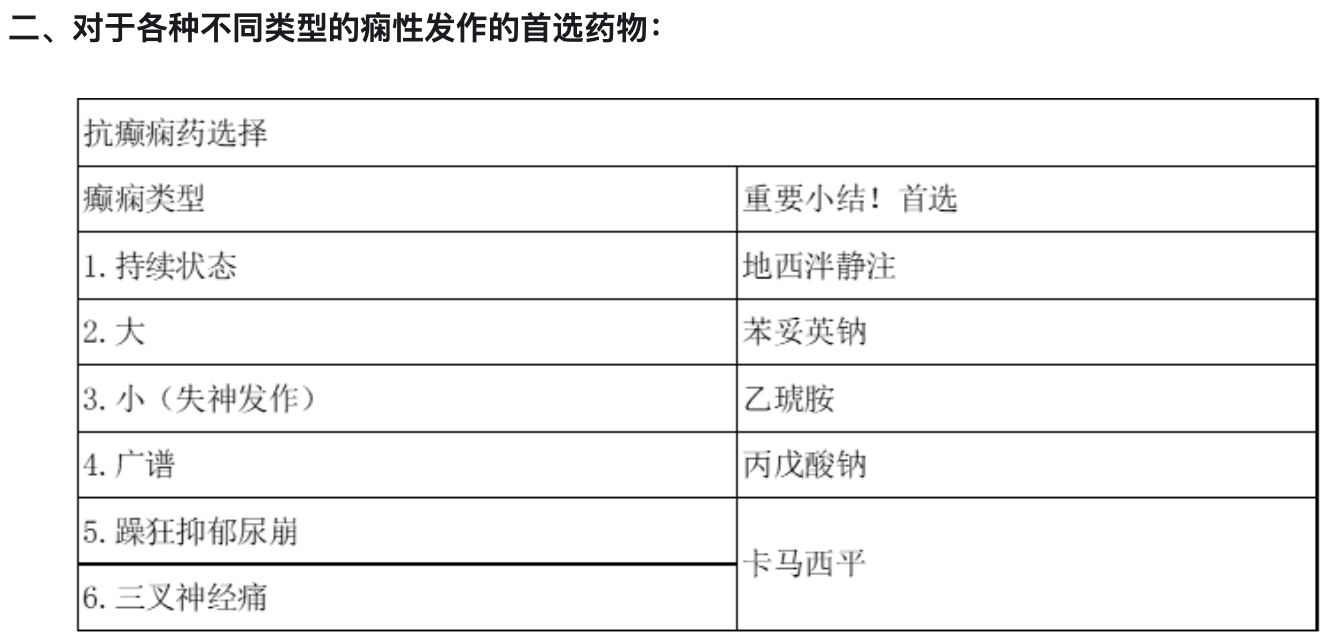 二、对于各种不同类型的痫性发作的首选药物：
抗癫痫药选择
癫痫类型 重要小结！首选
1.持续状态 地西泮静注
2.大 苯妥英钠
3.小（失神发作） 乙琥胺
4.广谱 丙戊酸钠
5.躁狂抑郁尿崩
卡马西平
6.三叉神经痛